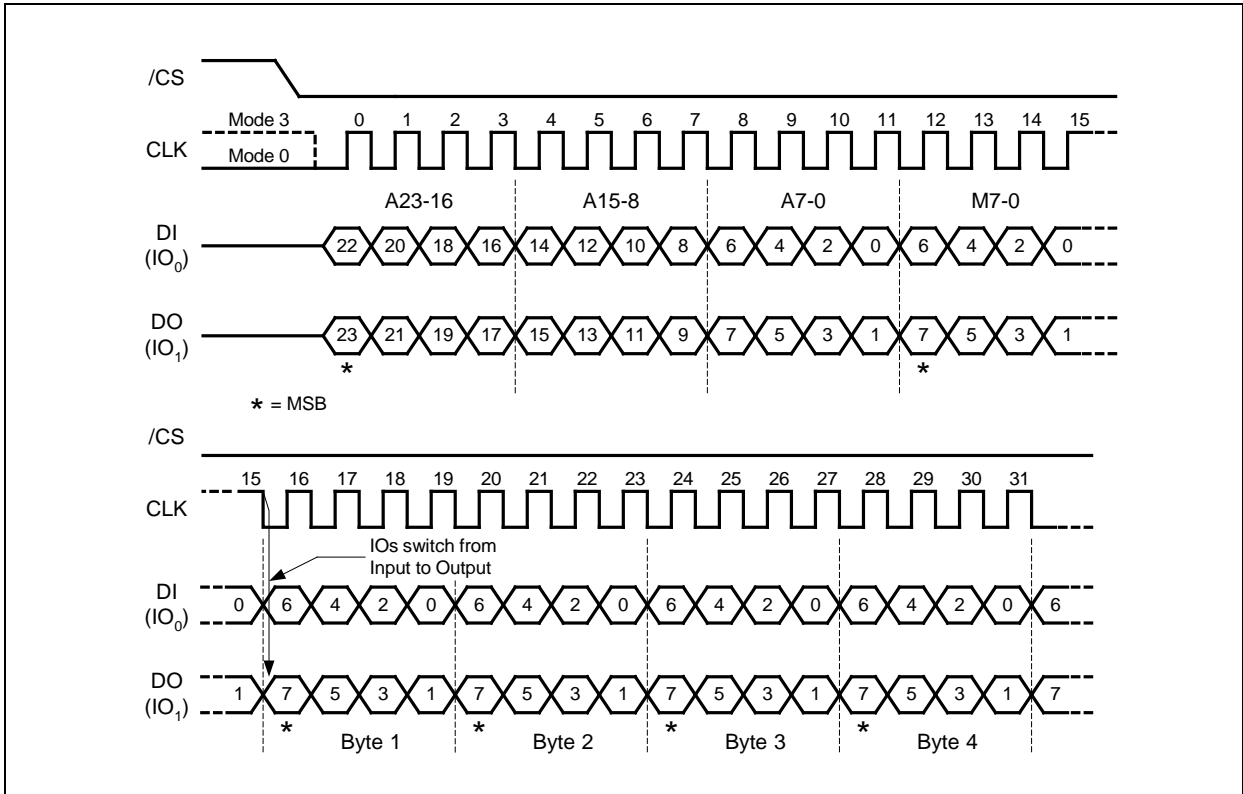 /CS
Mode 3 0 1 2 3 4 5 6 7 8 9 10 11 12 13 14 15
CLK
Mode 0
A23-16 A15-8 A7-0 M7-0
DI
(IO0) 22 20 18 16 14 12 10 8 6 4 2 0 6 4 2 0
DO
(IO1) 23 21 19 17 15 13 11 9 7 5 3 1 7 5 3 1
* *
* = MSB
/CS
15 16 17 18 19 20 21 22 23 24 25 26 27 28 29 30 31
CLK
IOs switch from
Input to Output
DI
(IO0) 0 6 4 2 0 6 4 2 0 6 4 2 0 6 4 2 0 6
DO
(IO1) 1 7 5 3 1 7 5 3 1 7 5 3 1 7 5 3 1 7
* * * *
Byte 1 Byte 2 Byte 3 Byte 4